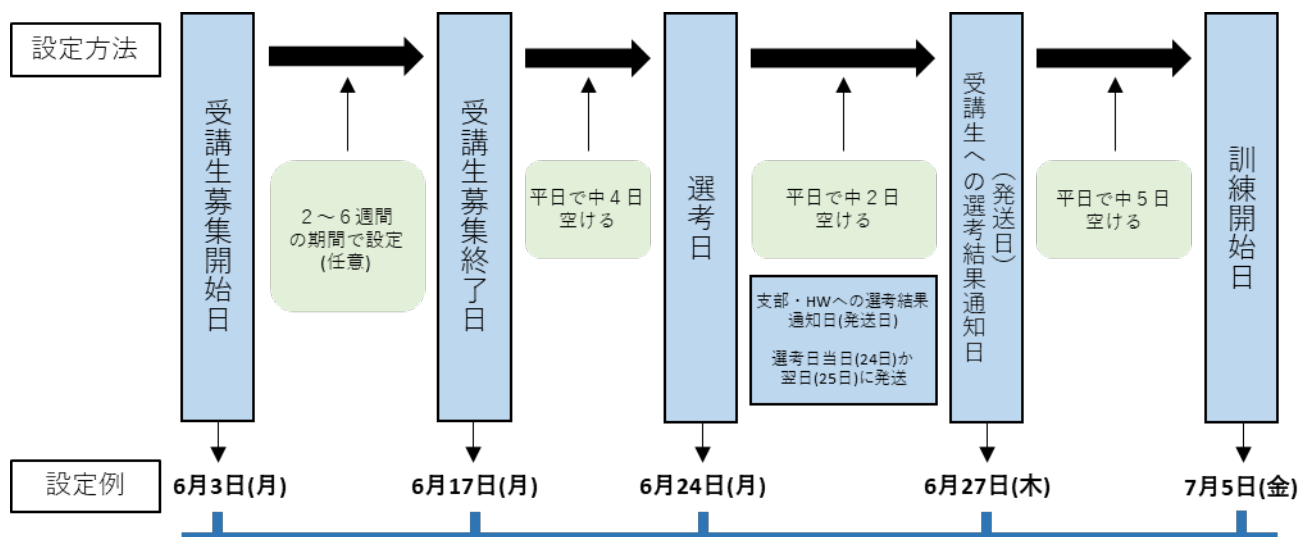 設定方法
受講生募集開始日
2～6週間
の期間で設定
(任意)
受講生募集終了日
平日で中4日
空ける
選考日
平日で中2日
空ける
支部・HWへの選考結果
通知日(発送日)
選考日当日(24日)か
翌日(25日)に発送
受講生への選考結果通知日
(発送日)
平日で中5日
空ける
訓練開始日
設定例
6月3日(月)
6月17日(月)
6月24日(月)
6月27日(木)
7月5日(金)